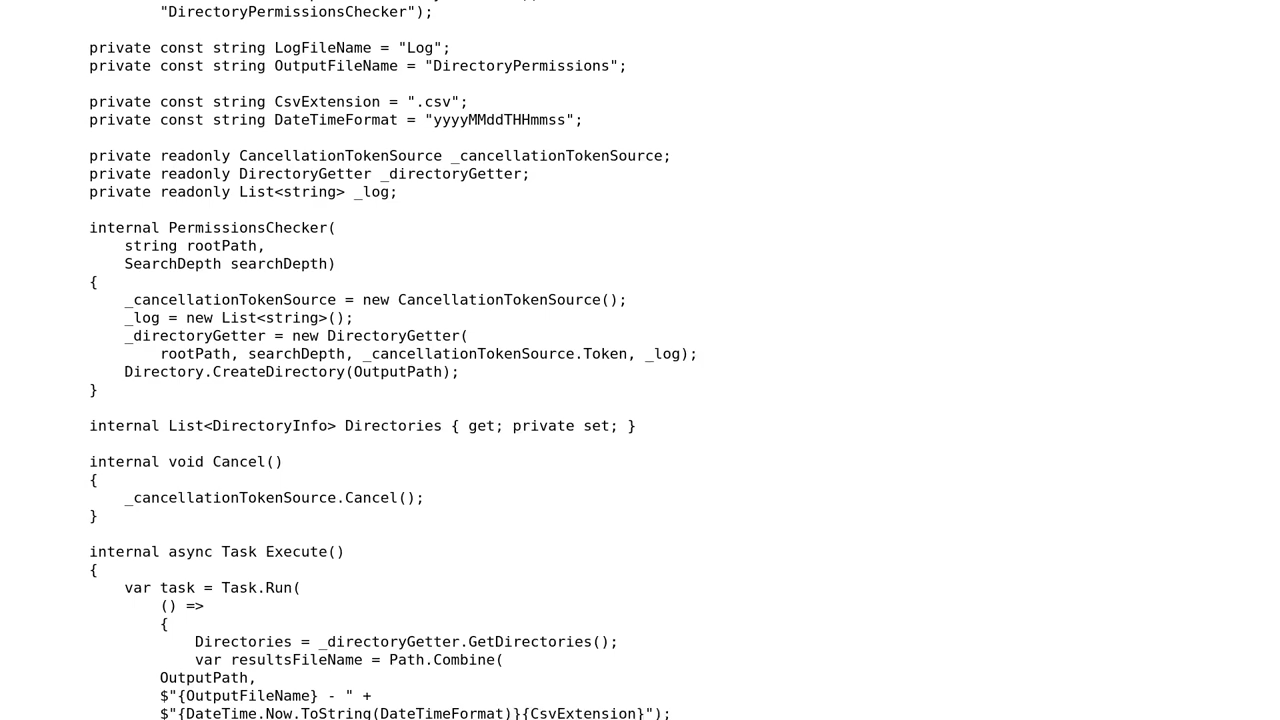 "DirectoryPermissionsChecker");
private const string LogFileName = "Log";
private const string OutputFileName = "DirectoryPermissions";
private const string CsvExtension = ".csv";
private const string DateTimeFormat = "yyyyMMddTHHmmss";
private readonly CancellationTokenSource _cancellationTokenSource;
private readonly DirectoryGetter _directoryGetter;
private readonly List<string> _log;
internal PermissionsChecker(
string rootPath,
SearchDepth searchDepth)
{
_cancellationTokenSource = new CancellationTokenSource();
_log = new List<string>();
_directoryGetter = new DirectoryGetter(
rootPath, searchDepth, _cancellationTokenSource.Token, _log);
Directory.CreateDirectory(OutputPath);
}
internal List<DirectoryInfo> Directories { get; private set; }
internal void Cancel()
{
_cancellationTokenSource.Cancel();
}
internal async Task Execute()
{
var task = Task.Run(
() =>
{
Directories = _directoryGetter.GetDirectories();
var resultsFileName = Path.Combine(
OutputPath,
$"{OutputFileName} - " +
$"{DateTime.Now.ToString(DateTimeFormat)}{CsvExtension}");